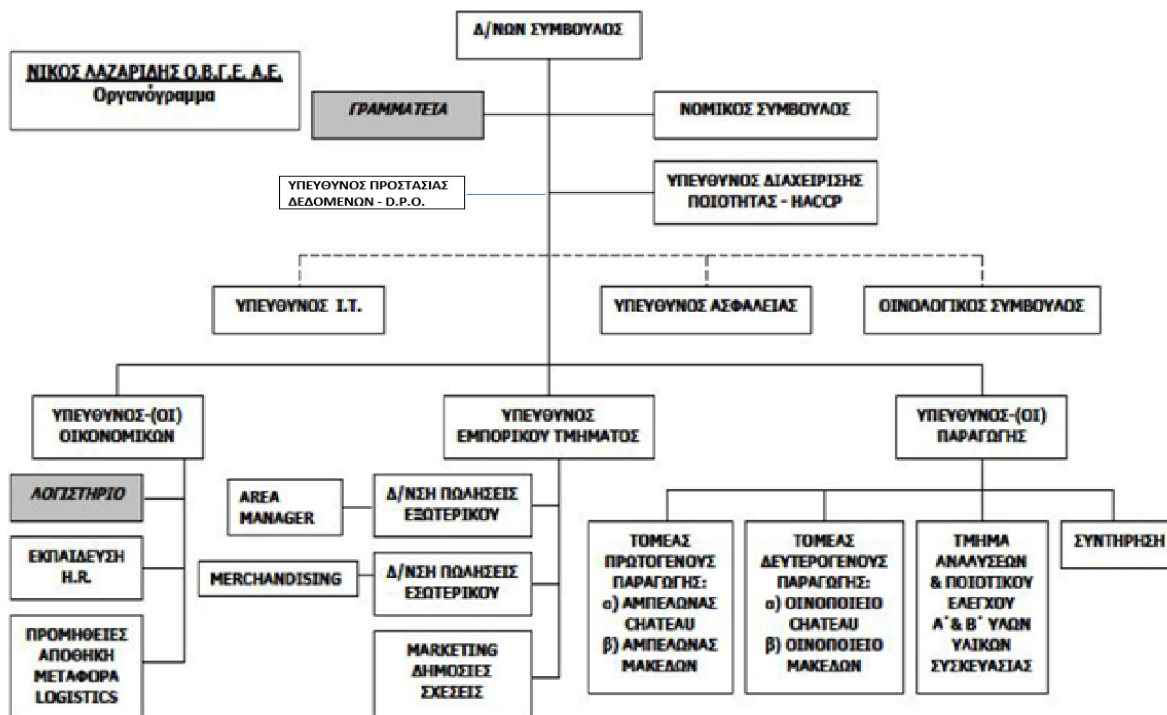 Δ/ΝΩΝ ΣΥΜΒΟΥΛΟΣ
ΝΙΚΟΣ ΛΑΖΑΡΙΔΗΣ Ο.Β.Γ.Ε. Α.Ε.
Οργανόγραμμα
ΓΡΑΜΜΑΤΕΙΑ
ΝΟΜΙΚΟΣ ΣΥΜΒΟΥΛΟΣ
ΥΠΕΥΘΥΝΟΣ ΠΡΟΣΤΑΣΙΑΣ
ΔΕΔΟΜΕΝΩΝ - D.P.O.
ΥΠΕΥΘΥΝΟΣ ΔΙΑΧΕΙΡΙΣΗΣ
ΠΟΙΟΤΗΤΑΣ - HACCP
ΥΠΕΥΘΥΝΟΣ I.T.
ΥΠΕΥΘΥΝΟΣ ΑΣΦΑΛΕΙΑΣ
ΟΙΝΟΛΟΓΙΚΟΣ ΣΥΜΒΟΥΛΟΣ
ΥΠΕΥΘΥΝΟΣ-(ΟΙ)
ΟΙΚΟΝΟΜΙΚΩΝ
ΥΠΕΥΘΥΝΟΣ
ΕΜΠΟΡΙΚΟΥ ΤΜΗΜΑΤΟΣ
ΥΠΕΥΘΥΝΟΣ-(ΟΙ)
ΠΑΡΑΓΩΓΗΣ
ΛΟΓΙΣΤΗΡΙΟ
ΕΚΠΑΙΔΕΥΣΗ
H.R.
ΠΡΟΜΗΘΕΙΕΣ
ΑΠΟΘΗΚΗ
ΜΕΤΑΦΟΡΑ
LOGISTICS
AREA
MANAGER
Δ/ΝΣΗ ΠΩΛΗΣΕΙΣ
ΕΞΩΤΕΡΙΚΟΥ
MERCHANDISING
Δ/ΝΣΗ ΠΩΛΗΣΕΙΣ
ΕΣΩΤΕΡΙΚΟΥ
MARKETING
ΔΗΜΟΣΙΕΣ
ΣΧΕΣΕΙΣ
ΤΟΜΕΑΣ
ΠΡΩΤΟΓΕΝΟΥΣ
ΠΑΡΑΓΩΓΗΣ:
α) ΑΜΠΕΛΩΝΑΣ
CHATEAU
β) ΑΜΠΕΛΩΝΑΣ
ΜΑΚΕΔΩΝ
ΤΟΜΕΑΣ
ΔΕΥΤΕΡΟΓΕΝΟΥΣ
ΠΑΡΑΓΩΓΗΣ:
α) ΟΙΝΟΠΟΙΕΙΟ
CHATEAU
β) ΟΙΝΟΠΟΙΕΙΟ
ΜΑΚΕΔΩΝ
ΤΜΗΜΑ
ΑΝΑΛΥΣΕΩΝ
& ΠΟΙΟΤΙΚΟΥ
ΕΛΕΓΧΟΥ
Α΄& Β΄ ΥΛΩΝ
ΥΛΙΚΩΝ
ΣΥΣΚΕΥΑΣΙΑΣ
ΣΥΝΤΗΡΗΣΗ